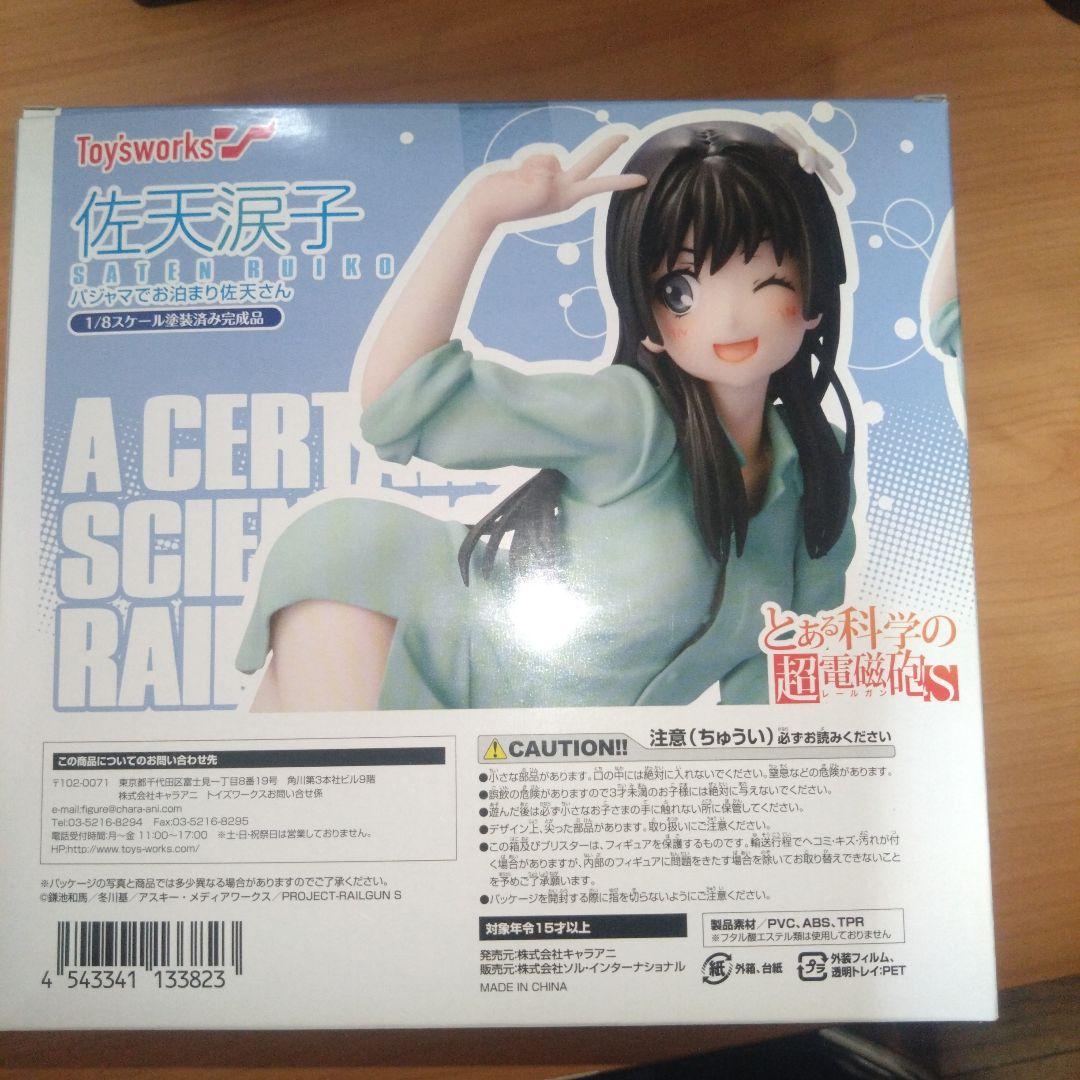 Toy'sworks
佐天涙子
SATEN RUIKO
パジャマでお泊まり佐天さん
1/8スケール塗装済み完成品
A CERTA
SCIE
RAIL
とある科学の
超電磁砲S
レールガン
この商品についてのお問い合わせ先
〒102-0071 東京都千代田区富士見一丁目8番19号 角川第3本社ビル9階
株式会社キャラアニ トイズワークスお問い合せ係
e-mail:figure@chara-ani.com
Tel:03-5216-8294 Fax:03-5216-8295
電話受付時間:月～金 11:00～17:00 ※土・日・祝祭日は営業しておりません。
HP:http://www.toys-works.com/
※パッケージの写真と商品では多少異なる場合がありますのでご了承ください。
©鎌池和馬／冬川基／アスキー・メディアワークス／PROJECT-RAILGUN S
4 543341 133823
CAUTION!! 注意(ちゅうい)必ずお読みください
●小さな部品があります。口の中には絶対に入れないでください。窒息などの危険があります。
●誤飲の危険がありますので3才未満のお子様には絶対に与えないでください。
●遊んだ後は必ず小さなお子さまの手に触れない所に保管してください。
●デザイン上、尖った部品があります。取り扱いにご注意ください。
●この箱及びブリスターは、フィギュアを保護するものです。輸送行程でヘコミ・キズ・汚れが付
く場合がありますが、内部のフィギュアに問題をきたす場合を除いてお取り替えできないこと
を予めご了承願います。
●パッケージを開封する際に指を切らないようにご注意ください。
対象年令15才以上
発売元:株式会社キャラアニ
販売元:株式会社ソル・インターナショナル
MADE IN CHINA
製品素材／PVC、ABS、TPR
※フタル酸エステル類は使用しておりません
紙 外箱、台紙
プラ 外装フィルム、
透明トレイ:PET